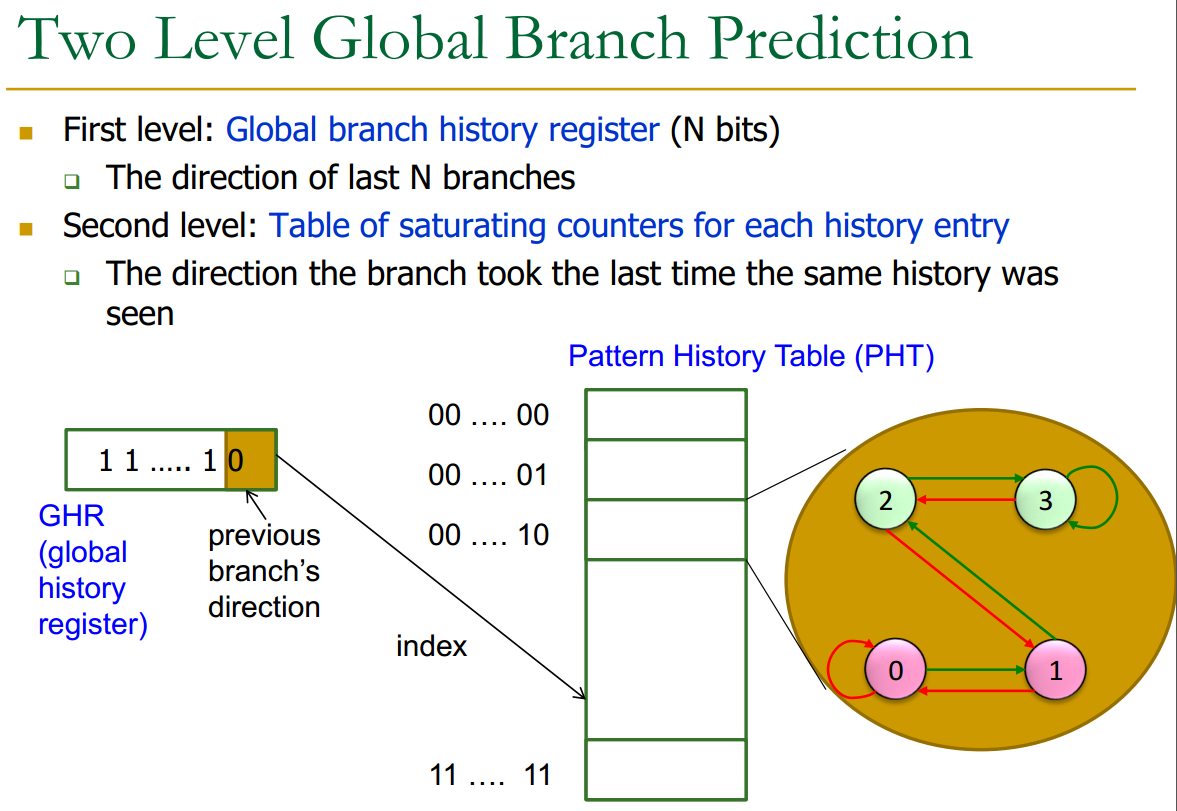 Two Level Global Branch Prediction
First level: Global branch history register (N bits)
The direction of last N branches
Second level: Table of saturating counters for each history entry
The direction the branch took the last time the same history was
seen
Pattern History Table (PHT)
00 .... 00
00 .... 01
00 .... 10
11 .... 11
1 1 ..... 1 0
GHR
(global
history
register)
previous
branch's
direction
index
2
3
0
1